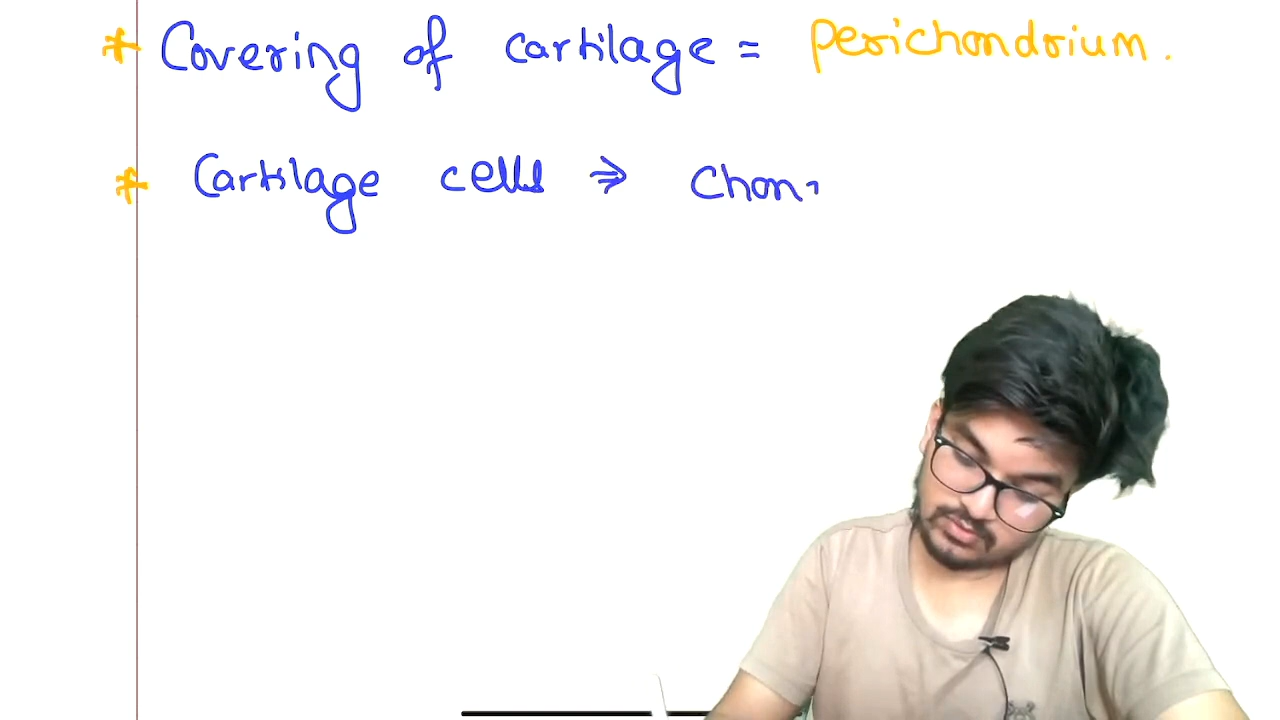 * Covering of cartilage = perichondrium.
* Cartilage cells ⇒ Chon